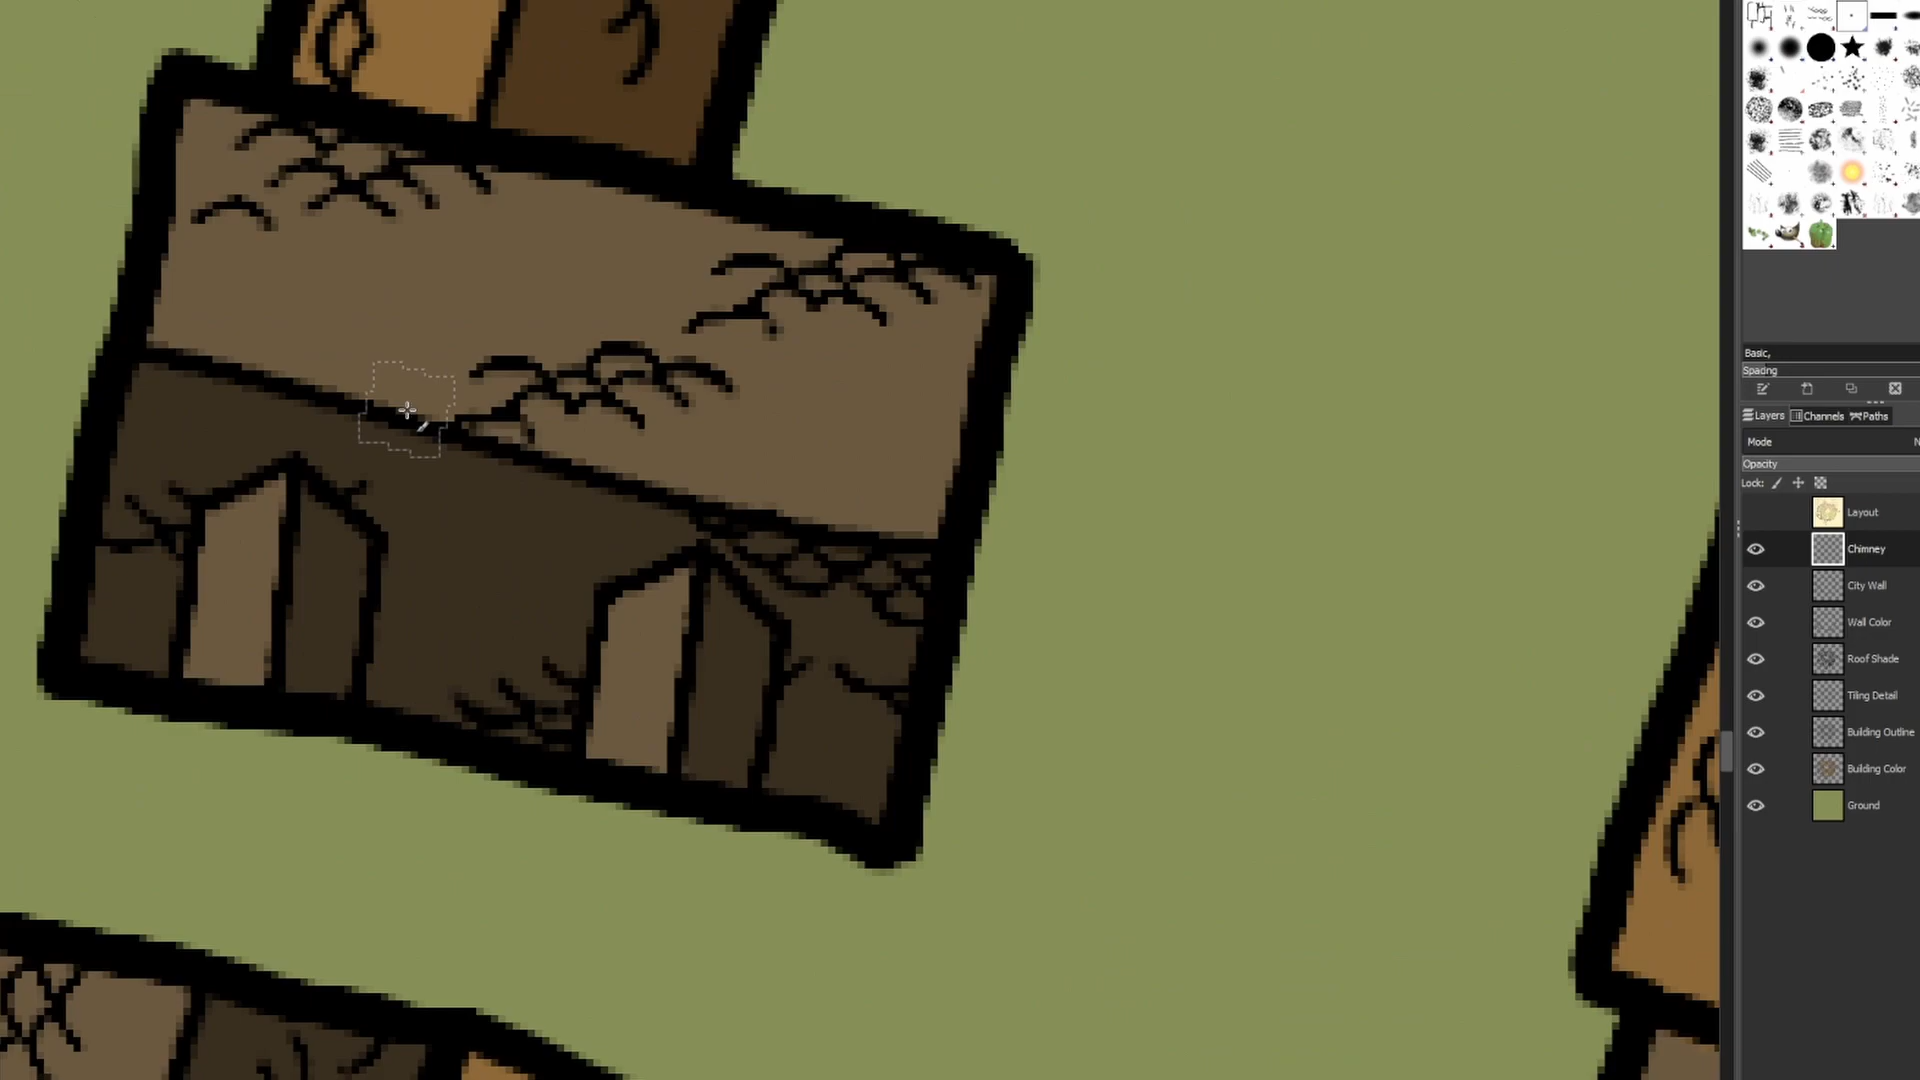 Basic,
Spacing
Layers Channels Paths
Mode N
Opacity
Lock:
Layout
Chimney
City Wall
Wall Color
Roof Shade
Tiling Detail
Building Outline
Building Color
Ground